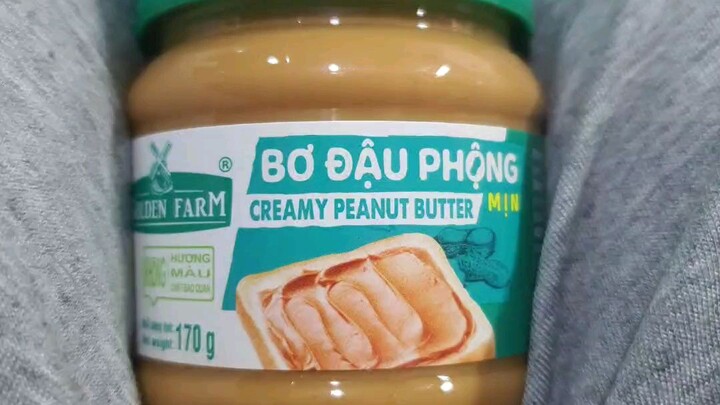 ®
BƠ ĐẬU PHỘNG
CREAMY PEANUT BUTTER
MỊN
GOLDEN FARM
HƯƠNG
MÀU
170 g